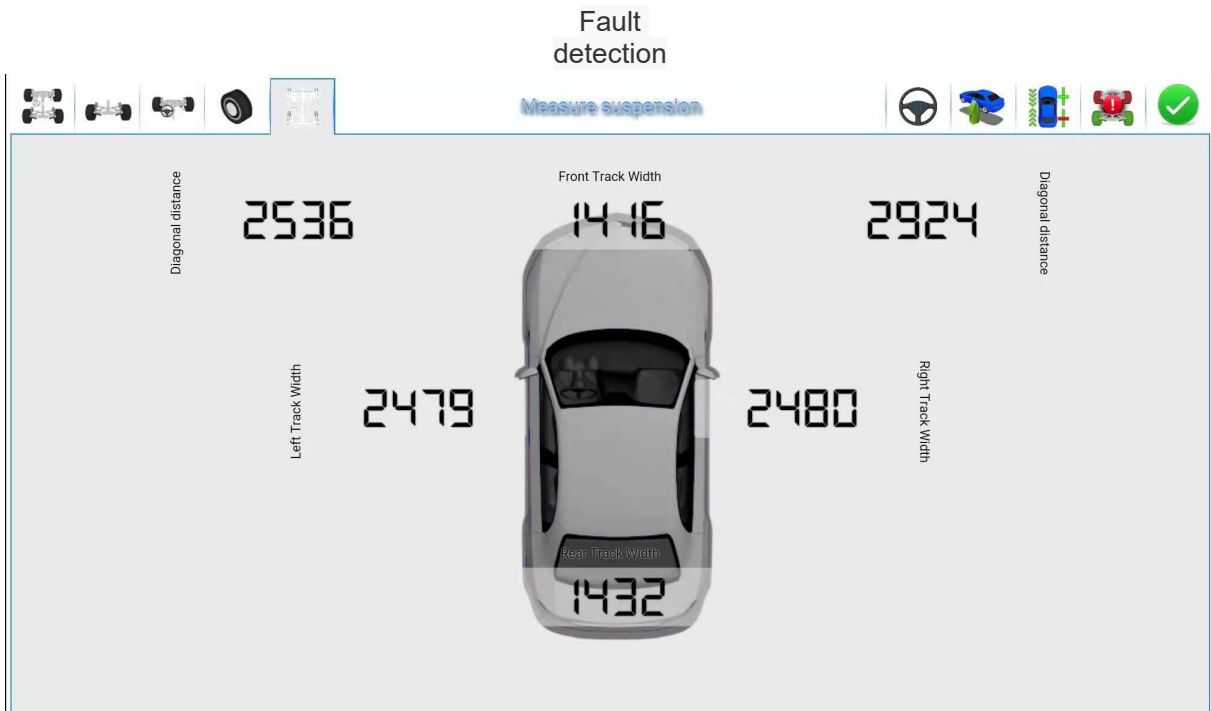 Fault
detection
Measure suspension
Diagonal distance
2536
Front Track Width
1416
2924
Diagonal distance
Left Track Width
2479
2480
Right Track Width
Rear Track Width
1432